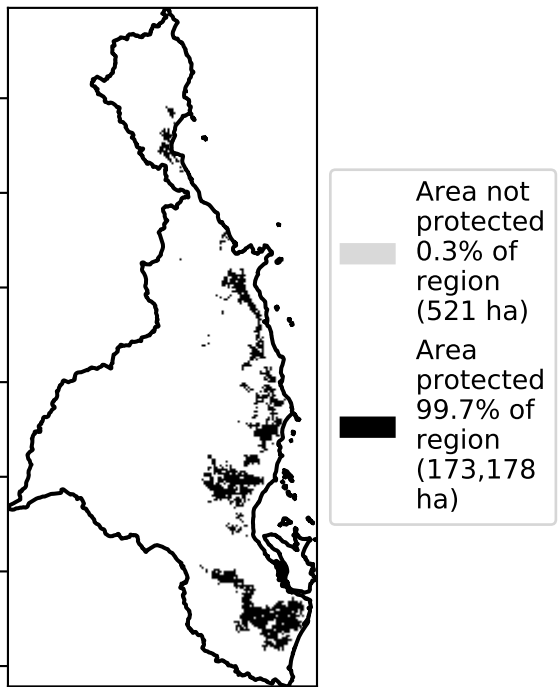 Area not
protected
0.3% of
region
(521 ha)
Area
protected
99.7% of
region
(173,178
ha)